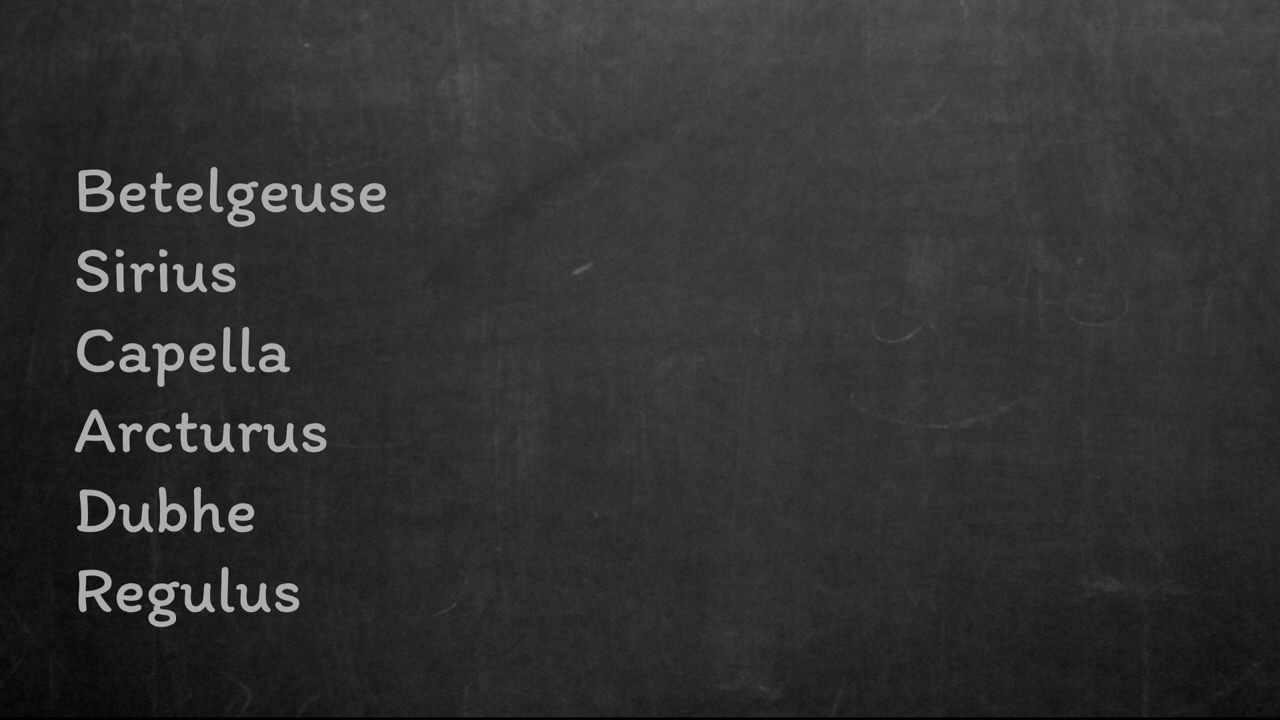 Betelgeuse
Sirius
Capella
Arcturus
Dubhe
Regulus